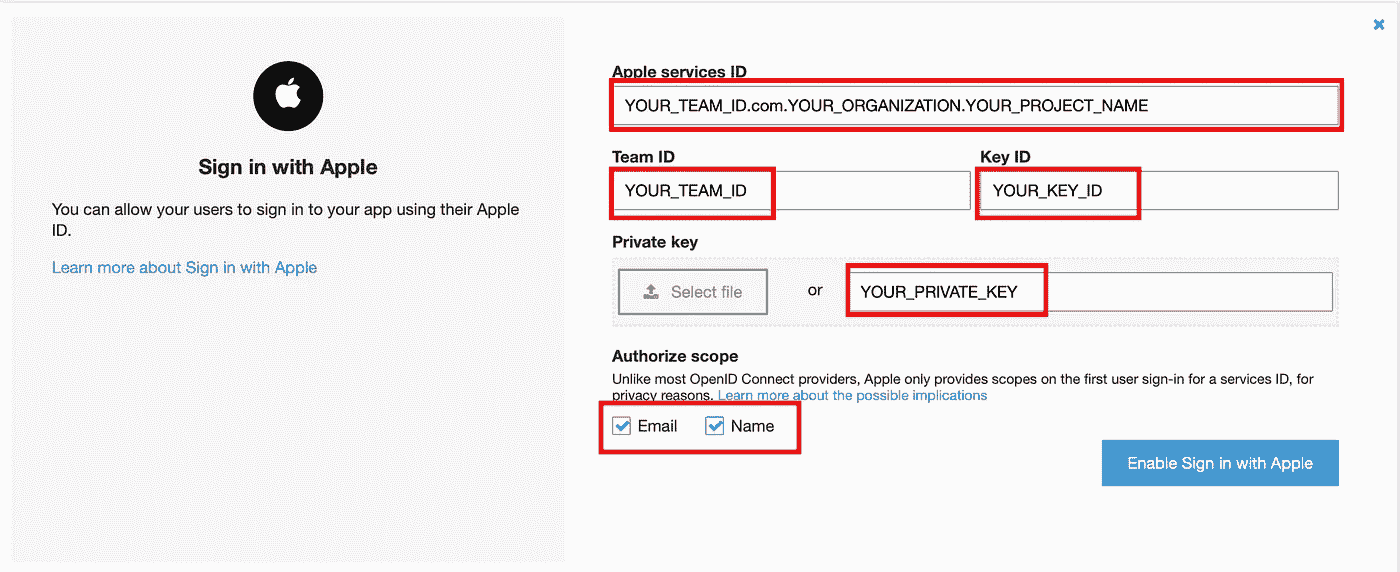 Sign in with Apple
You can allow your users to sign in to your app using their Apple
ID.
Learn more about Sign in with Apple
Apple services ID
YOUR_TEAM_ID.com.YOUR_ORGANIZATION.YOUR_PROJECT_NAME
Team ID
Key ID
YOUR_TEAM_ID
YOUR_KEY_ID
Private key
Select file
or
YOUR_PRIVATE_KEY
Authorize scope
Unlike most OpenID Connect providers, Apple only provides scopes on the first user sign-in for a services ID, for
privacy reasons. Learn more about the possible implications
Email
Name
Enable Sign in with Apple